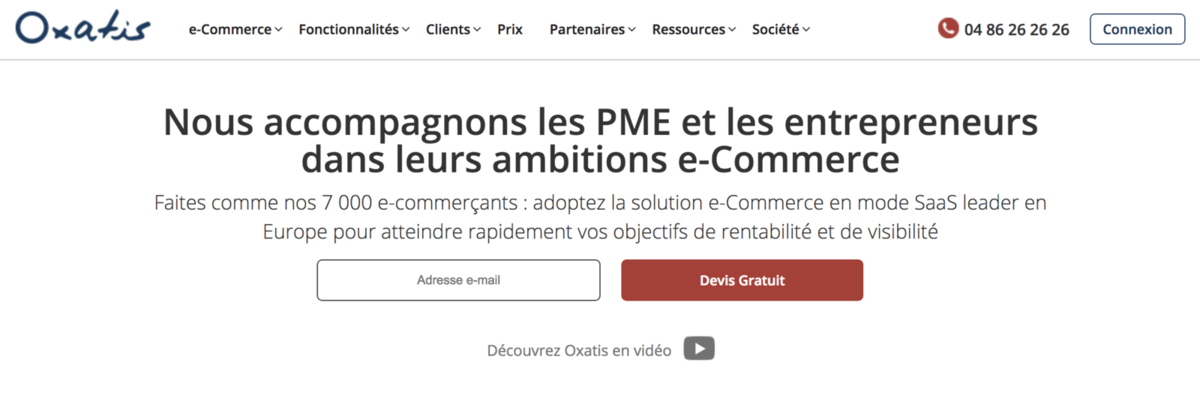 Oxatis
e-Commerce Fonctionnalités Clients Prix Partenaires Ressources Société 04 86 26 26 26 Connexion
Nous accompagnons les PME et les entrepreneurs
dans leurs ambitions e-Commerce
Faites comme nos 7 000 e-commerçants : adoptez la solution e-Commerce en mode SaaS leader en
Europe pour atteindre rapidement vos objectifs de rentabilité et de visibilité
Adresse e-mail
Devis Gratuit
Découvrez Oxatis en vidéo